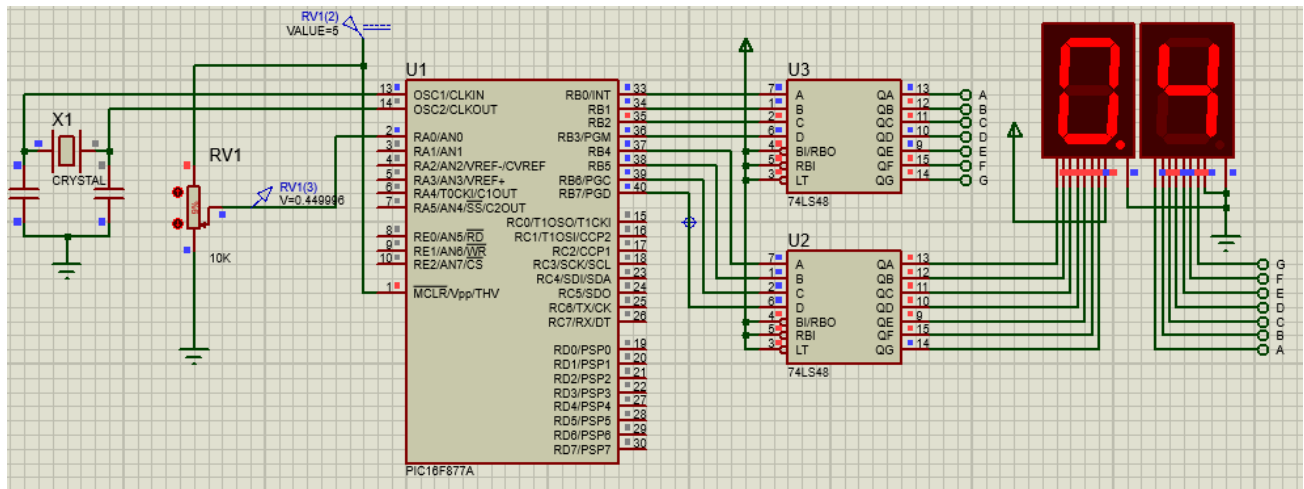 RV1(2)
VALUE=5
X1
CRYSTAL
RV1
9%
RV1(3)
V=0.449996
10K
U1
13 OSC1/CLKIN RB0/INT 33
14 OSC2/CLKOUT RB1 34
RB2 35
2 RA0/AN0 RB3/PGM 36
3 RA1/AN1 RB4 37
4 RA2/AN2/VREF-/CVREF RB5 38
5 RA3/AN3/VREF+ RB6/PGC 39
6 RA4/T0CKI/C1OUT RB7/PGD 40
7 RA5/AN4/SS/C2OUT
RC0/T1OSO/T1CKI 15
8 RE0/AN5/RD RC1/T1OSI/CCP2 16
9 RE1/AN6/WR RC2/CCP1 17
10 RE2/AN7/CS RC3/SCK/SCL 18
RC4/SDI/SDA 23
1 MCLR/Vpp/THV RC5/SDO 24
RC6/TX/CK 25
RC7/RX/DT 26
RD0/PSP0 19
RD1/PSP1 20
RD2/PSP2 21
RD3/PSP3 22
RD4/PSP4 27
RD5/PSP5 28
RD6/PSP6 29
RD7/PSP7 30
PIC16F877A
U3
7 A QA 13 A
1 B QB 12 B
2 C QC 11 C
6 D QD 10 D
4 BI/RBO QE 9 E
5 RBI QF 15 F
3 LT QG 14 G
74LS48
U2
7 A QA 13
1 B QB 12
2 C QC 11
6 D QD 10
4 BI/RBO QE 9
5 RBI QF 15
3 LT QG 14
74LS48
0. 4
G
F
E
D
C
B
A